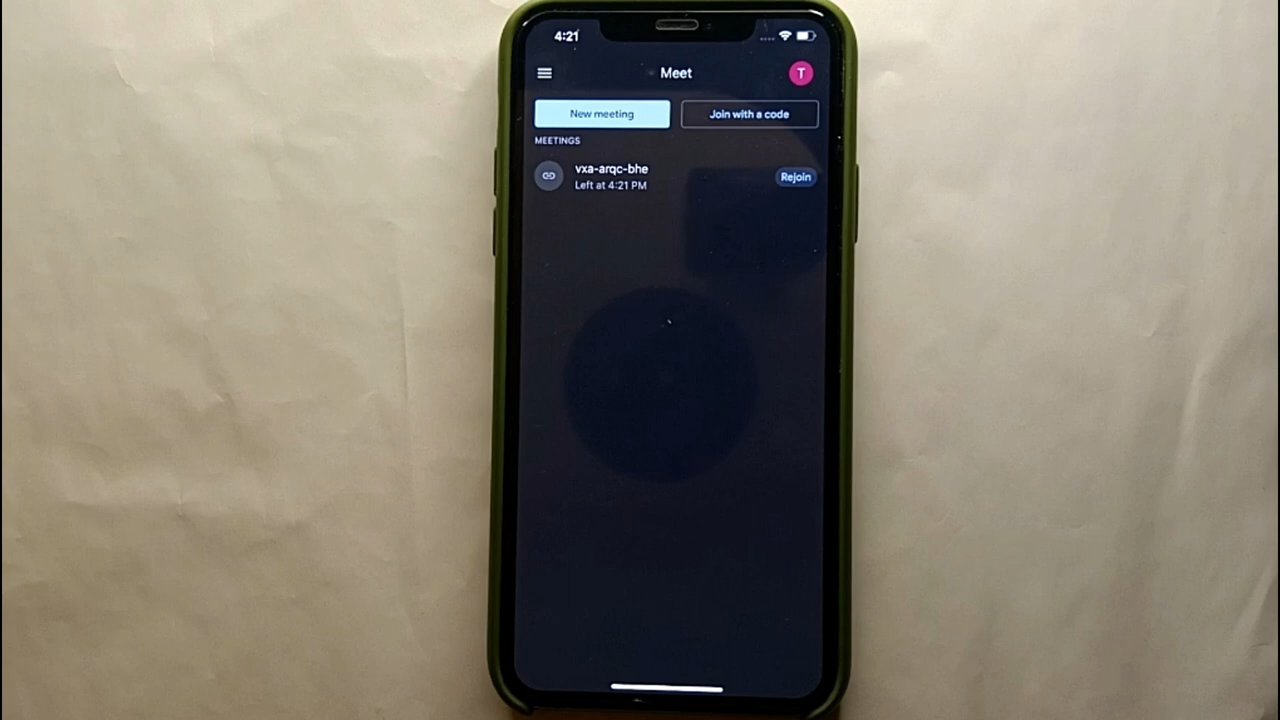 4:21
Meet
T
New meeting
Join with a code
MEETINGS
vxa-arqc-bhe
Left at 4:21 PM
Rejoin